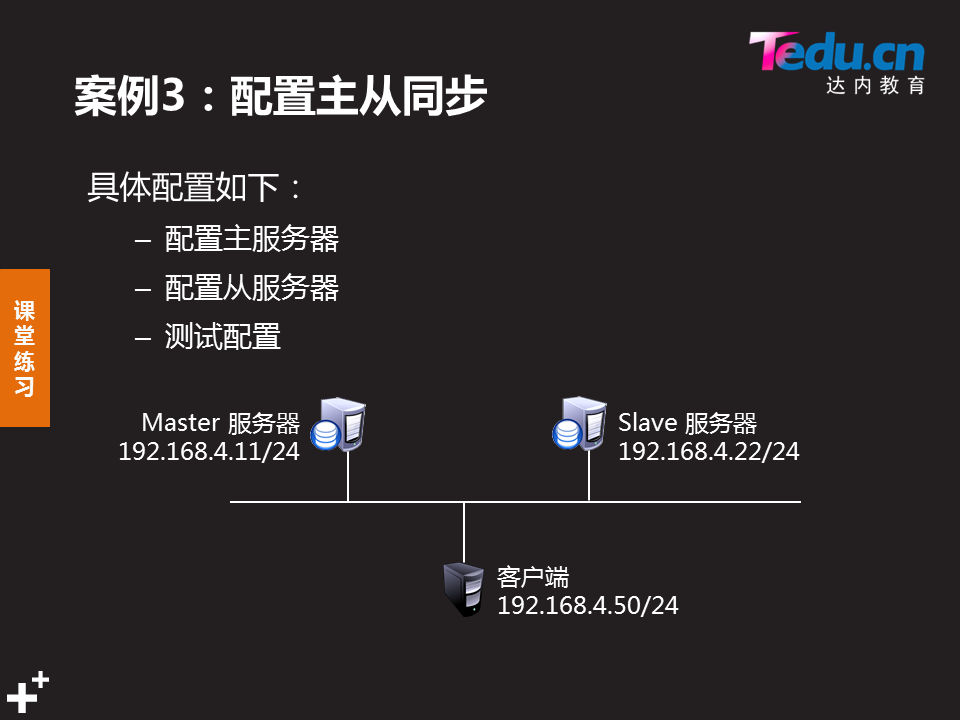 Tedu.cn
达内教育
案例3：配置主从同步
具体配置如下：
– 配置主服务器
– 配置从服务器
– 测试配置
课
堂
练
习
Master 服务器
192.168.4.11/24
Slave 服务器
192.168.4.22/24
客户端
192.168.4.50/24